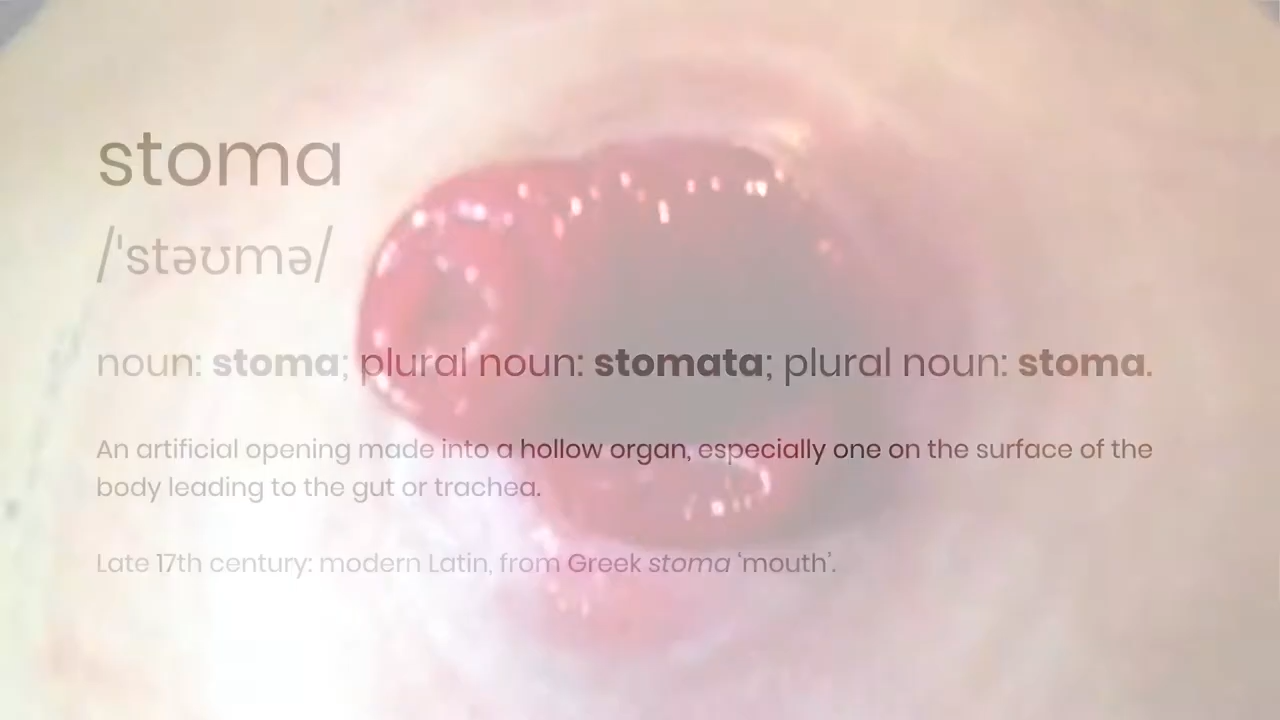 stoma
/ˈstəʊmə/
noun: stoma; plural noun: stomata; plural noun: stoma.
An artificial opening made into a hollow organ, especially one on the surface of the
body leading to the gut or trachea.
Late 17th century: modern Latin, from Greek stoma ‘mouth’.